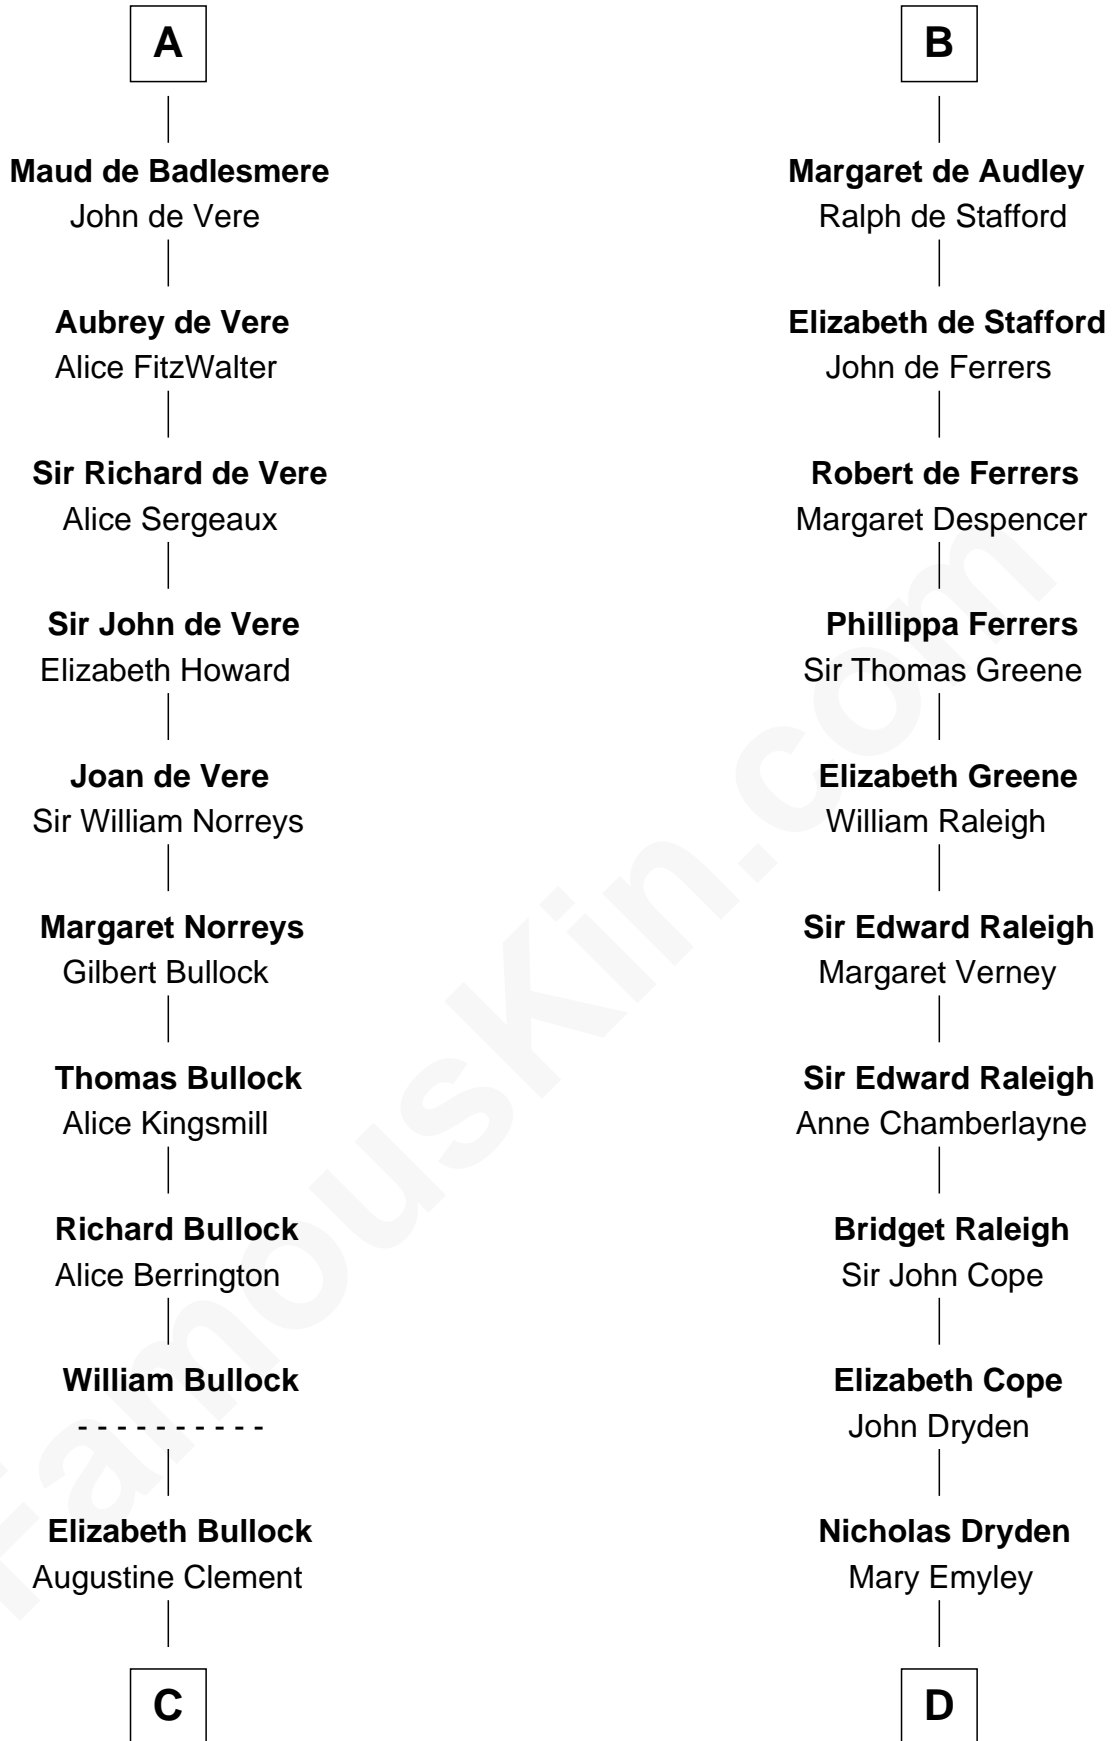 A
Maud de Badlesmere
John de Vere
Aubrey de Vere
Alice FitzWalter
Sir Richard de Vere
Alice Sergeaux
Sir John de Vere
Elizabeth Howard
Joan de Vere
Sir William Norreys
Margaret Norreys
Gilbert Bullock
Thomas Bullock
Alice Kingsmill
Richard Bullock
Alice Berrington
William Bullock
- - - - - - - - - -
Elizabeth Bullock
Augustine Clement
C
B
Margaret de Audley
Ralph de Stafford
Elizabeth de Stafford
John de Ferrers
Robert de Ferrers
Margaret Despencer
Phillippa Ferrers
Sir Thomas Greene
Elizabeth Greene
William Raleigh
Sir Edward Raleigh
Margaret Verney
Sir Edward Raleigh
Anne Chamberlayne
Bridget Raleigh
Sir John Cope
Elizabeth Cope
John Dryden
Nicholas Dryden
Mary Emyley
D
FamousKin.com